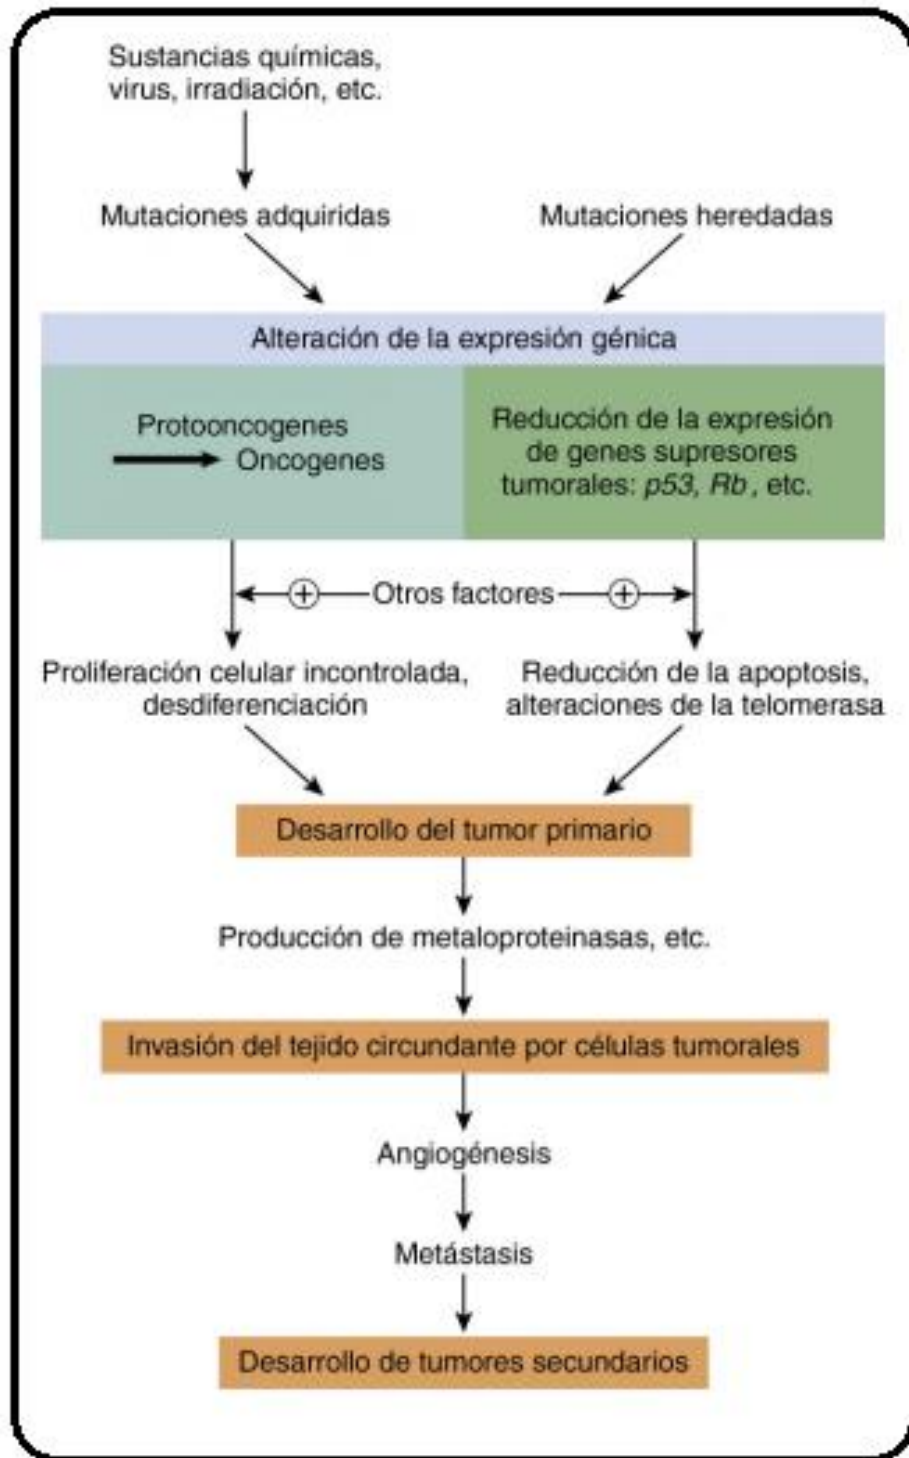 Sustancias químicas,
virus, irradiación, etc.
Mutaciones adquiridas
Mutaciones heredadas
Alteración de la expresión génica
Protooncogenes
Oncogenes
Reducción de la expresión
de genes supresores
tumorales: p53, Rb, etc.
+ Otros factores +
Proliferación celular incontrolada,
desdiferenciación
Reducción de la apoptosis,
alteraciones de la telomerasa
Desarrollo del tumor primario
Producción de metaloproteinasas, etc.
Invasión del tejido circundante por células tumorales
Angiogénesis
Metástasis
Desarrollo de tumores secundarios